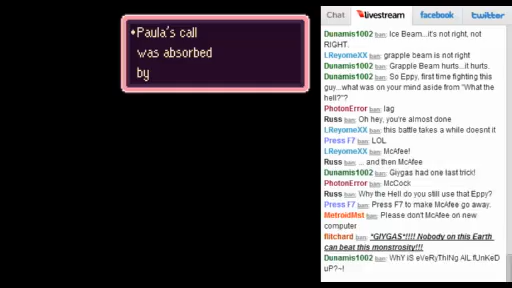 •Paula's call
was absorbed
by
Chat
livestream
facebook
twitter
Dunamis1002 ban: Ice Beam...it's not right, not
RIGHT.
LReyomeXX ban: grapple beam is not right
Dunamis1002 ban: Grapple Beam hurts...it hurts.
Dunamis1002 ban: So Eppy, first time fighting this
guy...what was on your mind aside from "What the
hell?"?
PhotonError ban: lag
Russ ban: Oh hey, you're almost done
LReyomeXX ban: this battle takes a while doesnt it
Press F7 ban: LOL
LReyomeXX ban: McAfee!
Russ ban: ... and then McAfee
Dunamis1002 ban: Giygas had one last trick!
PhotonError ban: McCock
Russ ban: Why the Hell do you still use that Eppy?
Press F7 ban: Press F7 to make McAfee go away.
MetroidMst ban: Please don't McAfee on new
computer
flitchard ban: *GIYGAS*!!!! Nobody on this Earth
can beat this monstrosity!!!
Dunamis1002 ban: WhY iS eVeRyThiNg AlL fUnKeD
uP?~!